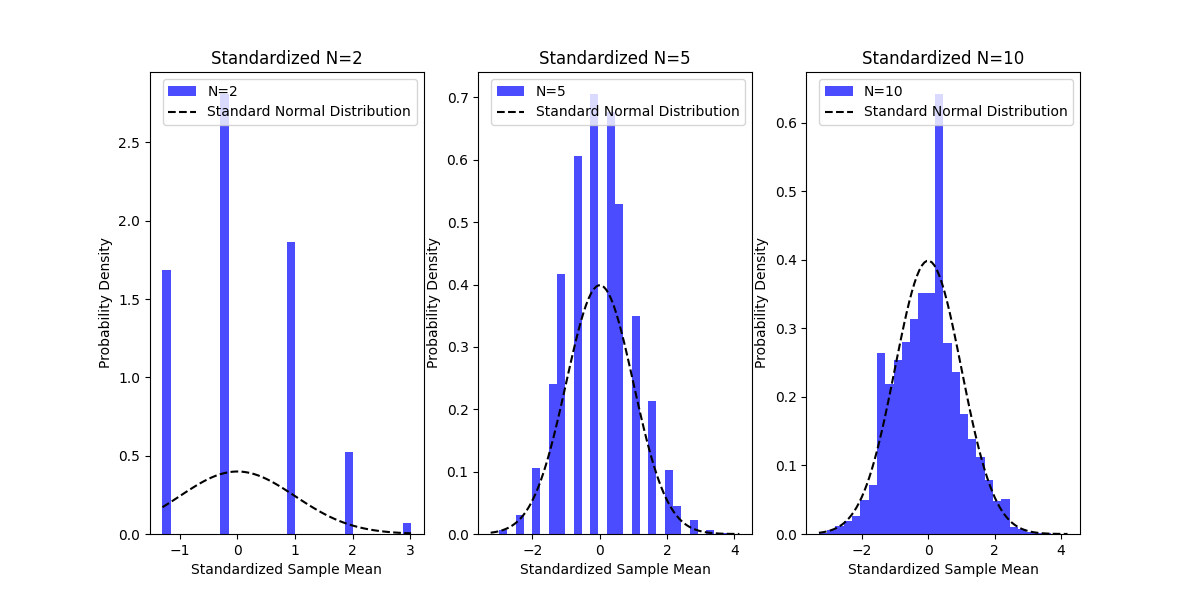 Standardized N=2
N=2
Standard Normal Distribution
2.5
2.0
1.5
1.0
0.5
0.0
Probability Density
−1
0
1
2
3
Standardized Sample Mean
Standardized N=5
N=5
Standard Normal Distribution
0.7
0.6
0.5
0.4
0.3
0.2
0.1
0.0
Probability Density
−2
0
2
4
Standardized Sample Mean
Standardized N=10
N=10
Standard Normal Distribution
0.6
0.5
0.4
0.3
0.2
0.1
0.0
Probability Density
−2
0
2
4
Standardized Sample Mean